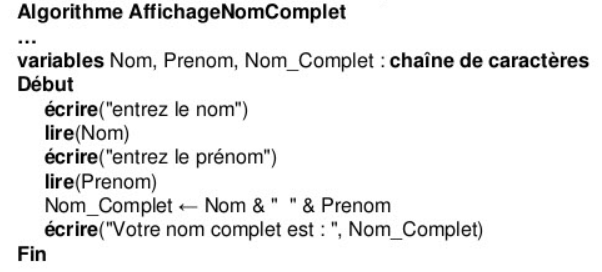 Algorithme AffichageNomComplet
…
variables Nom, Prenom, Nom_Complet : chaîne de caractères
Début
écrire("entrez le nom")
lire(Nom)
écrire("entrez le prénom")
lire(Prenom)
Nom_Complet ← Nom & "  " & Prenom
écrire("Votre nom complet est : ", Nom_Complet)
Fin